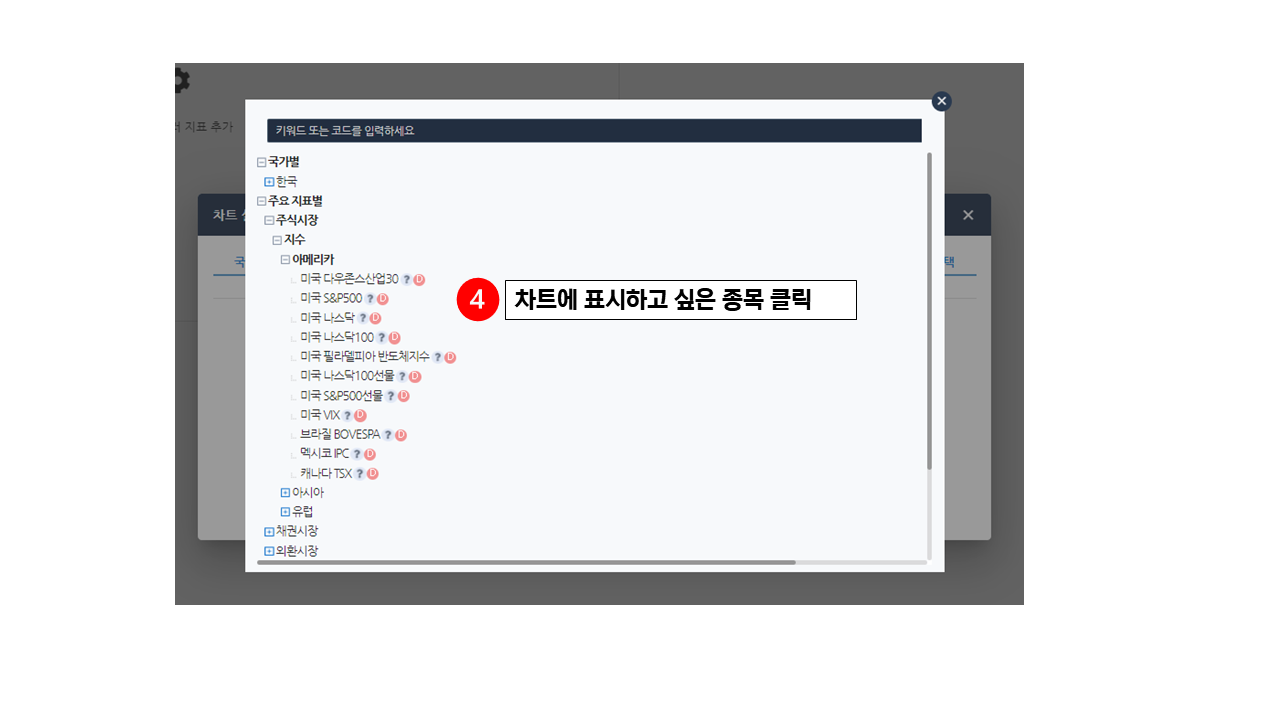 지표 추가
키워드 또는 코드를 입력하세요
국가별
한국
차트
주요 지표별
주식시장
지수
국
택
아메리카
미국 다우존스산업30 ? D
4 차트에 표시하고 싶은 종목 클릭
미국 S&P500 ? D
미국 나스닥 ? D
미국 나스닥100 ? D
미국 필라델피아 반도체지수 ? D
미국 나스닥100선물 ? D
미국 S&P500선물 ? D
미국 VIX ? D
브라질 BOVESPA ? D
멕시코 IPC ? D
캐나다 TSX ? D
아시아
유럽
채권시장
외환시장